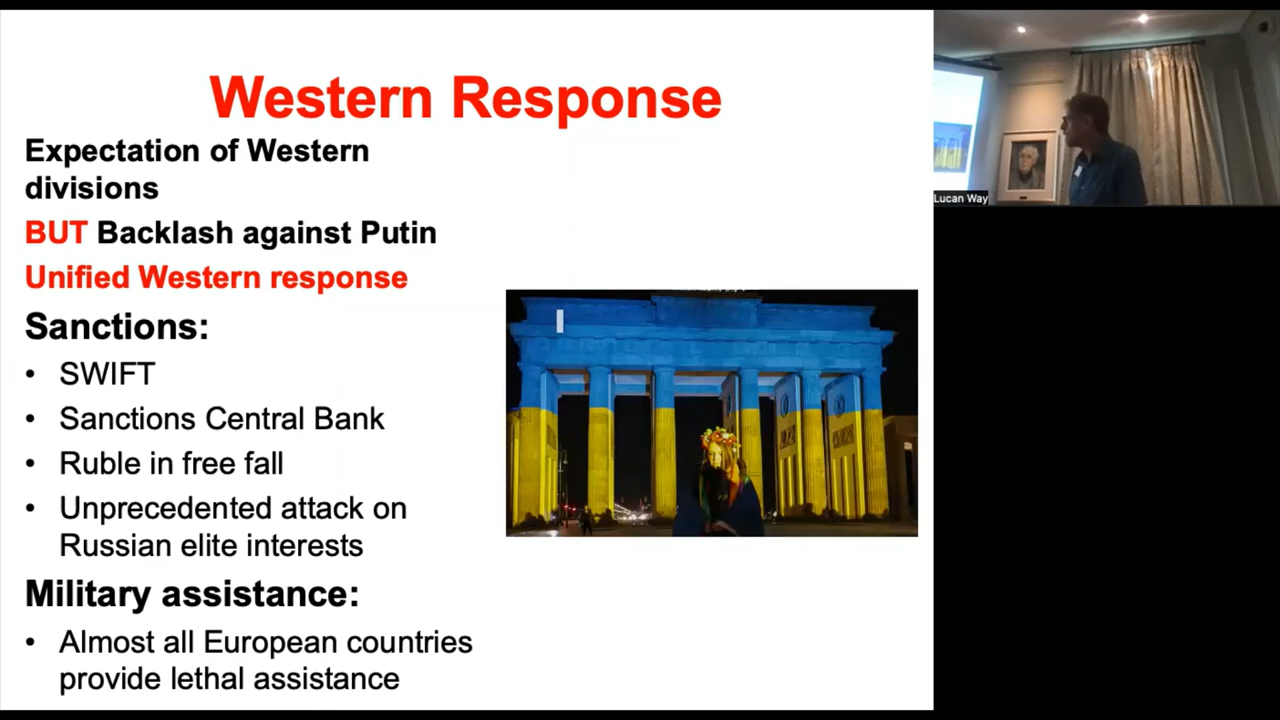 Western Response
Expectation of Western
divisions
BUT Backlash against Putin
Unified Western response
Sanctions:
• SWIFT
• Sanctions Central Bank
• Ruble in free fall
• Unprecedented attack on
Russian elite interests
Military assistance:
• Almost all European countries
provide lethal assistance
Lucan Way